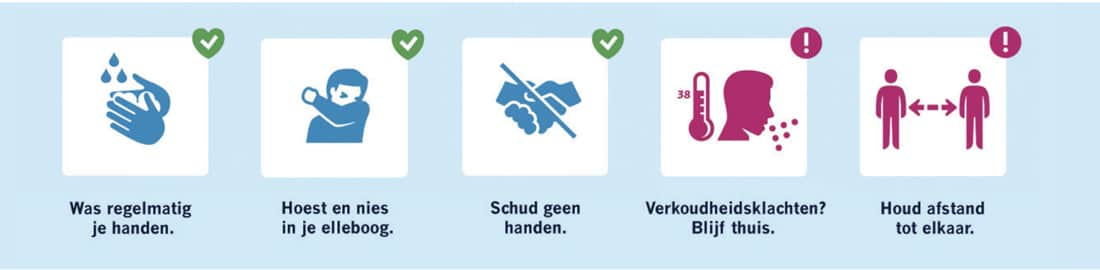 Was regelmatig
je handen.
Hoest en nies
in je elleboog.
Schud geen
handen.
38
Verkoudheidsklachten?
Blijf thuis.
Houd afstand
tot elkaar.